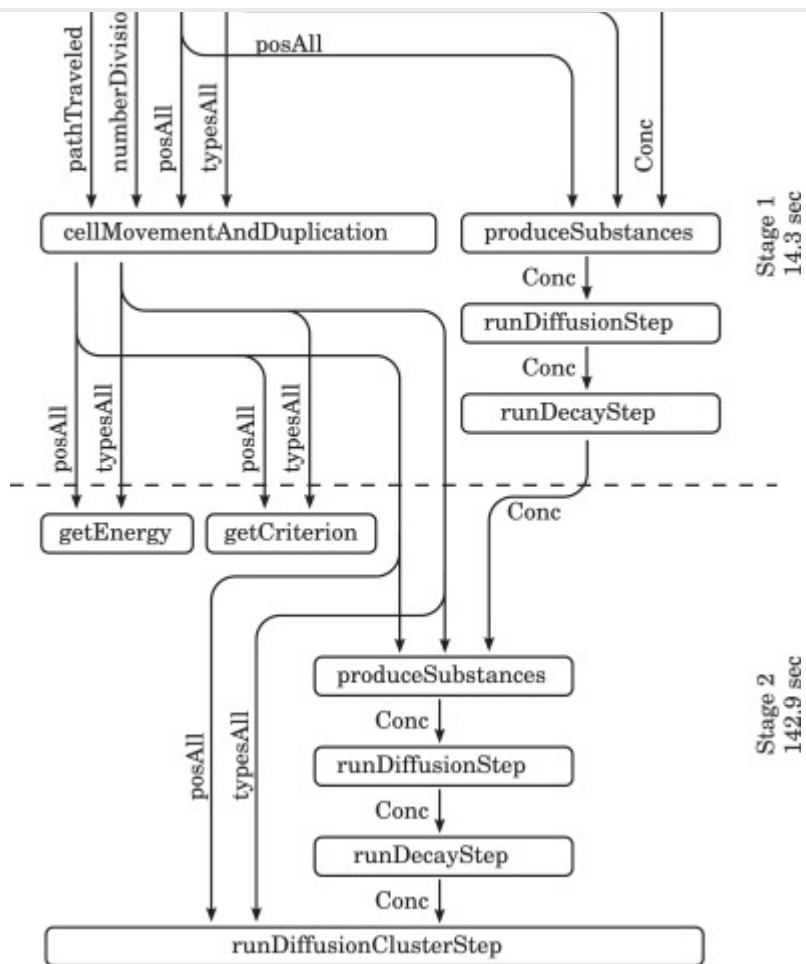 posAll
pathTraveled
numberDivisio
posAll
typesAll
Conc
cellMovementAndDuplication
produceSubstances
Stage 1
14.3 sec
Conc
runDiffusionStep
Conc
runDecayStep
posAll
typesAll
posAll
typesAll
Conc
getEnergy
getCriterion
produceSubstances
Stage 2
142.9 sec
Conc
posAll
typesAll
runDiffusionStep
Conc
runDecayStep
Conc
runDiffusionClusterStep